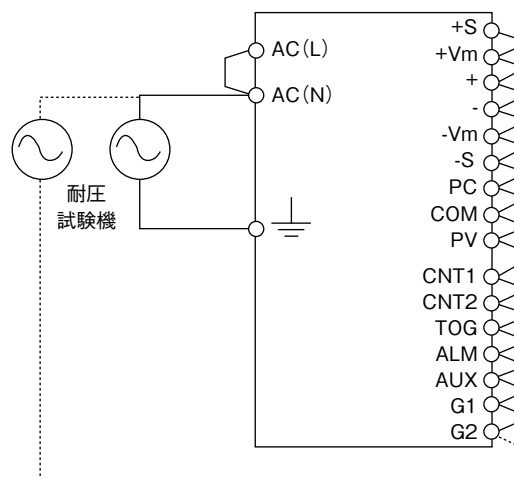 AC(L)
AC(N)
耐圧
試験機
+S
+Vm
+
-
-Vm
-S
PC
COM
PV
CNT1
CNT2
TOG
ALM
AUX
G1
G2